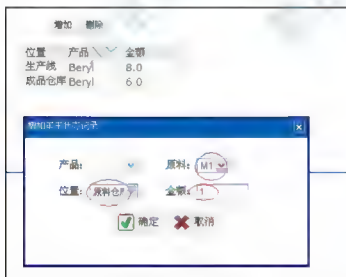 增加 删除
位置 产品 金额
生产线 Beryl 8.0
成品仓库 Beryl 6.0
产品: 原料: M1
位置: 原料仓库 金额: 1
确定 取消